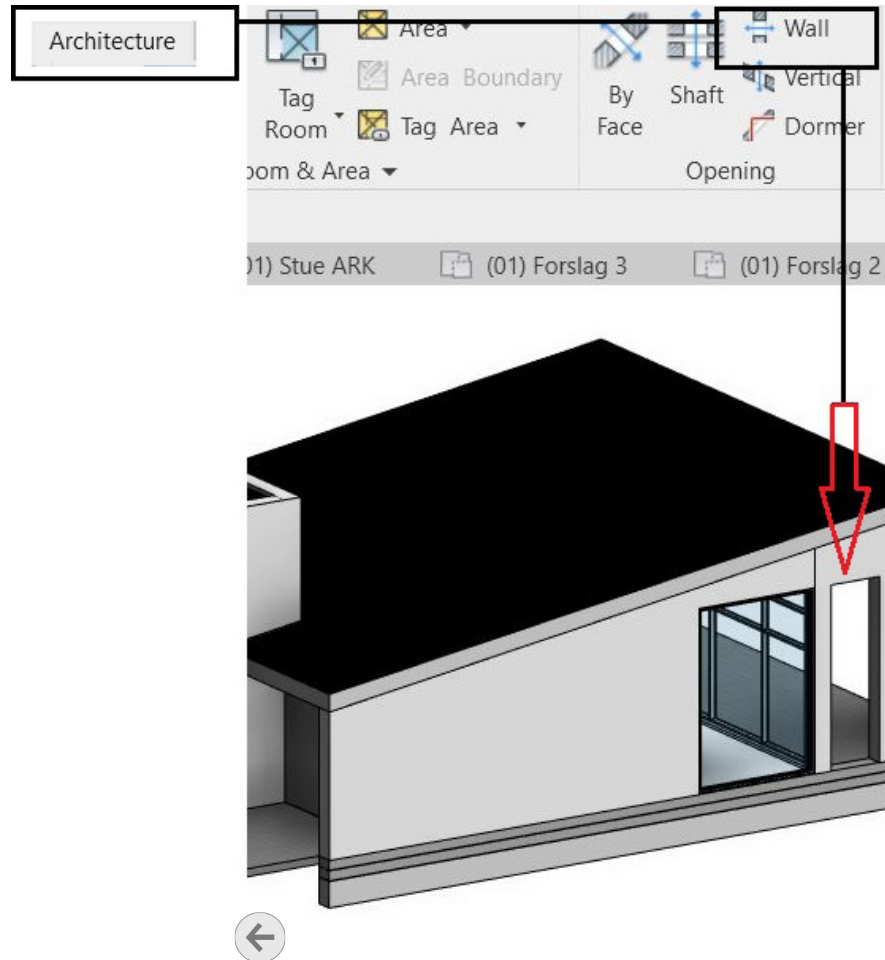 Architecture
Area
Wall
Area Boundary
Vertical
Tag Room
By Face
Shaft
Tag Area
Dormer
oom & Area
Opening
01) Stue ARK
(01) Forslag 3
(01) Forslag 2
1